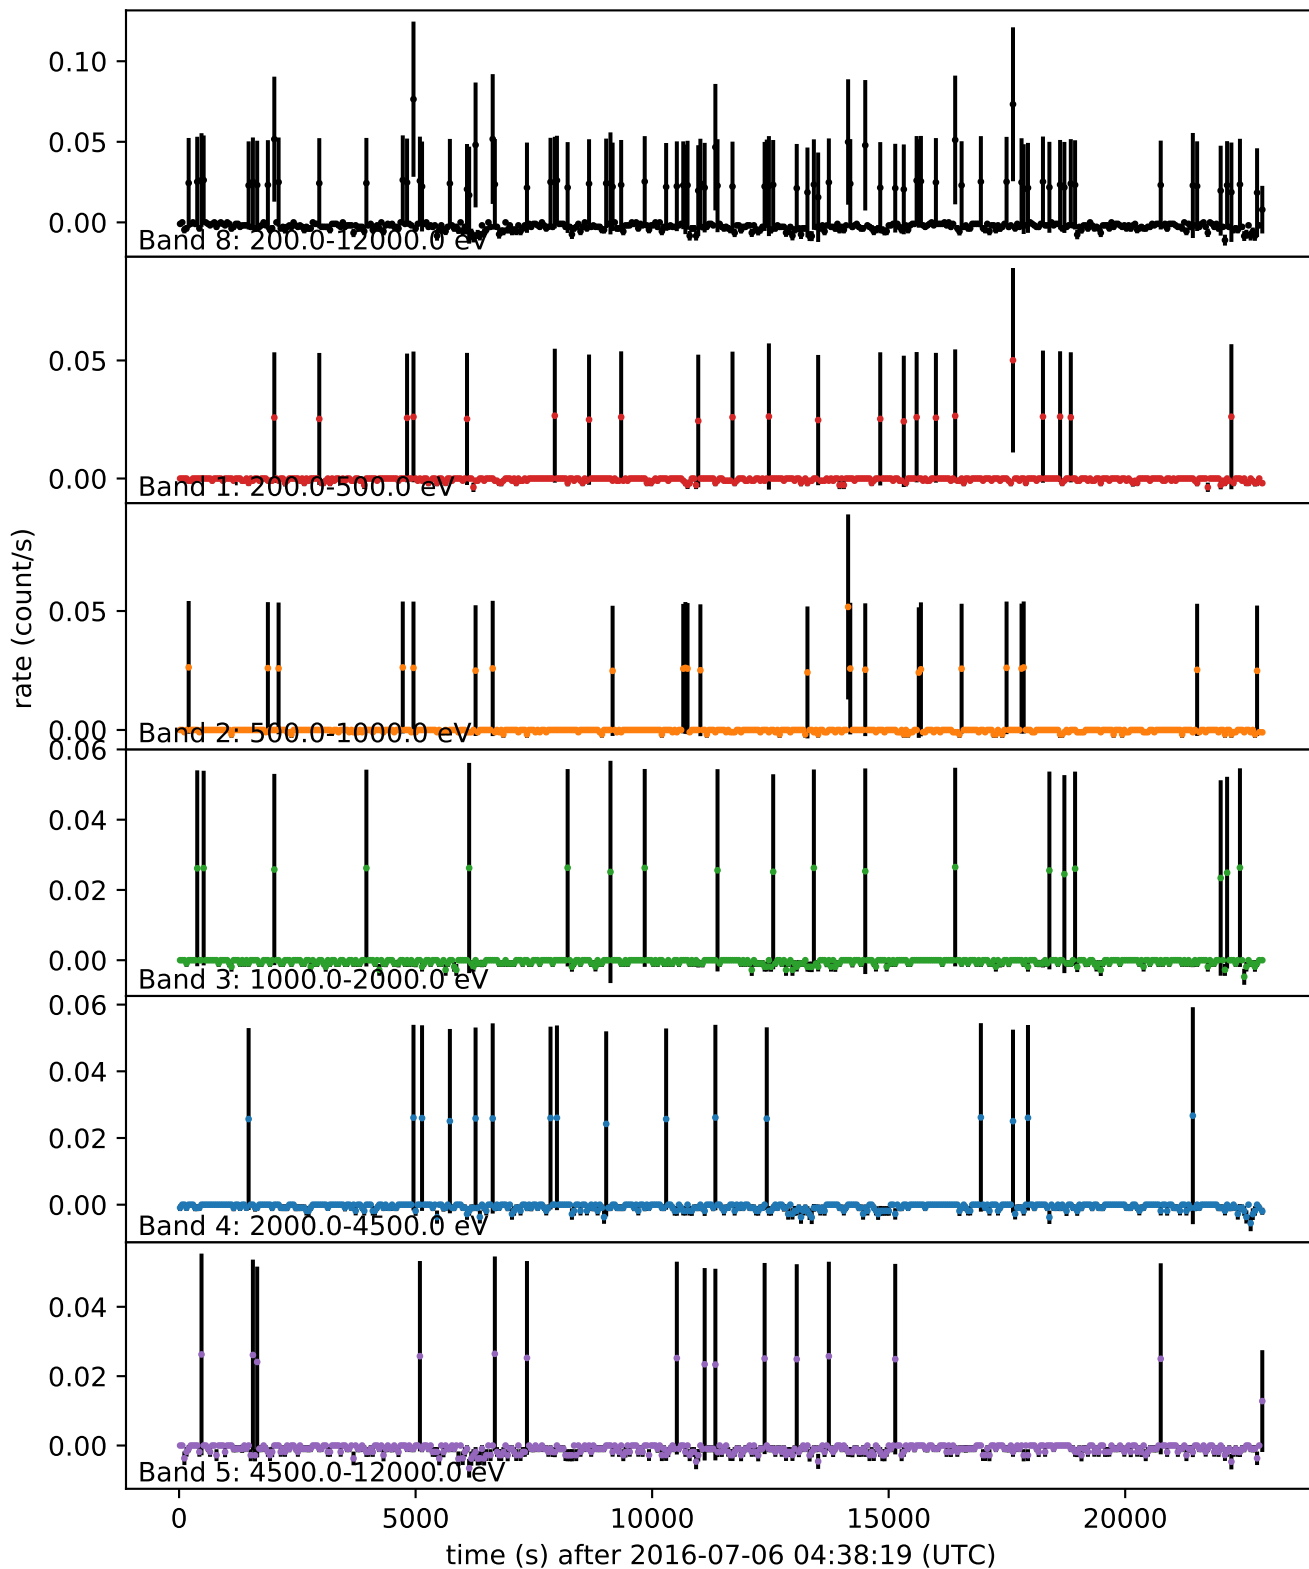 0.10
0.05
0.00
Band 8: 200.0-12000.0 eV
0.05
0.00
Band 1: 200.0-500.0 eV
rate (count/s)
0.05
0.00
Band 2: 500.0-1000.0 eV
0.06
0.04
0.02
0.00
Band 3: 1000.0-2000.0 eV
0.06
0.04
0.02
0.00
Band 4: 2000.0-4500.0 eV
0.04
0.02
0.00
Band 5: 4500.0-12000.0 eV
0 5000 10000 15000 20000
time (s) after 2016-07-06 04:38:19 (UTC)